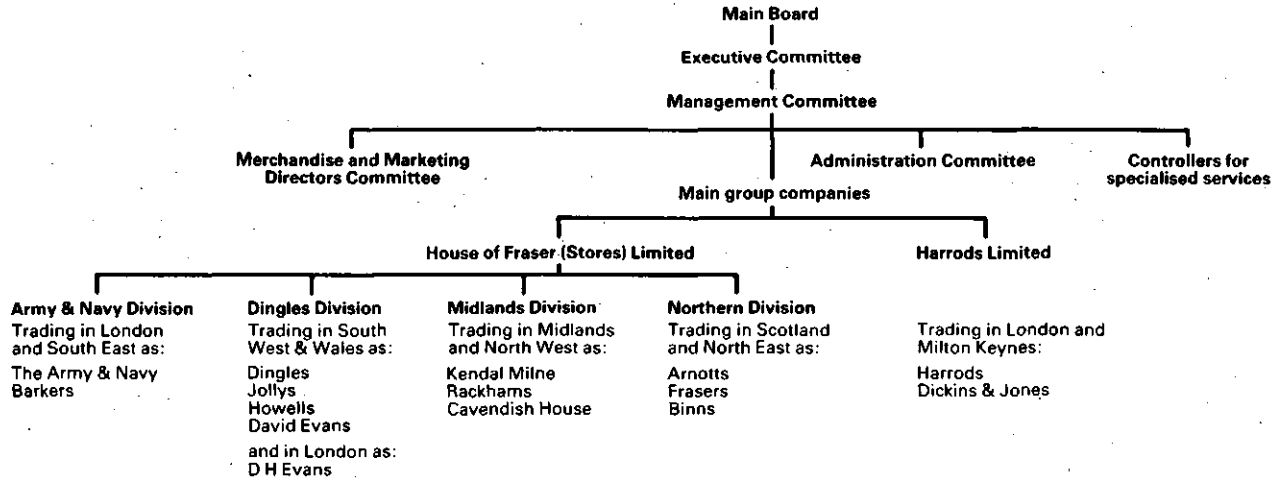 Main Board
Executive Committee
Management Committee
Merchandise and Marketing
Directors Committee
Administration Committee
Controllers for
specialised services
Main group companies
House of Fraser (Stores) Limited
Harrods Limited
Army & Navy Division
Trading in London
and South East as:
The Army & Navy
Barkers
Dingles Division
Trading in South
West & Wales as:
Dingles
Jollys
Howells
David Evans
and in London as:
D H Evans
Midlands Division
Trading in Midlands
and North West as:
Kendal Milne
Rackhams
Cavendish House
Northern Division
Trading in Scotland
and North East as:
Arnotts
Frasers
Binns
Trading in London and
Milton Keynes:
Harrods
Dickins & Jones